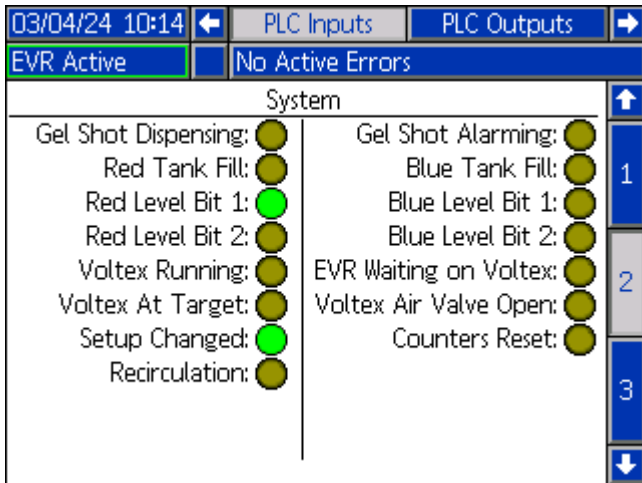 03/04/24 10:14 PLC Inputs PLC Outputs
EVR Active No Active Errors
System
Gel Shot Dispensing: Gel Shot Alarming:
Red Tank Fill: Blue Tank Fill:
Red Level Bit 1: Blue Level Bit 1:
Red Level Bit 2: Blue Level Bit 2:
Voltex Running: EVR Waiting on Voltex:
Voltex At Target: Voltex Air Valve Open:
Setup Changed: Counters Reset:
Recirculation:
1
2
3